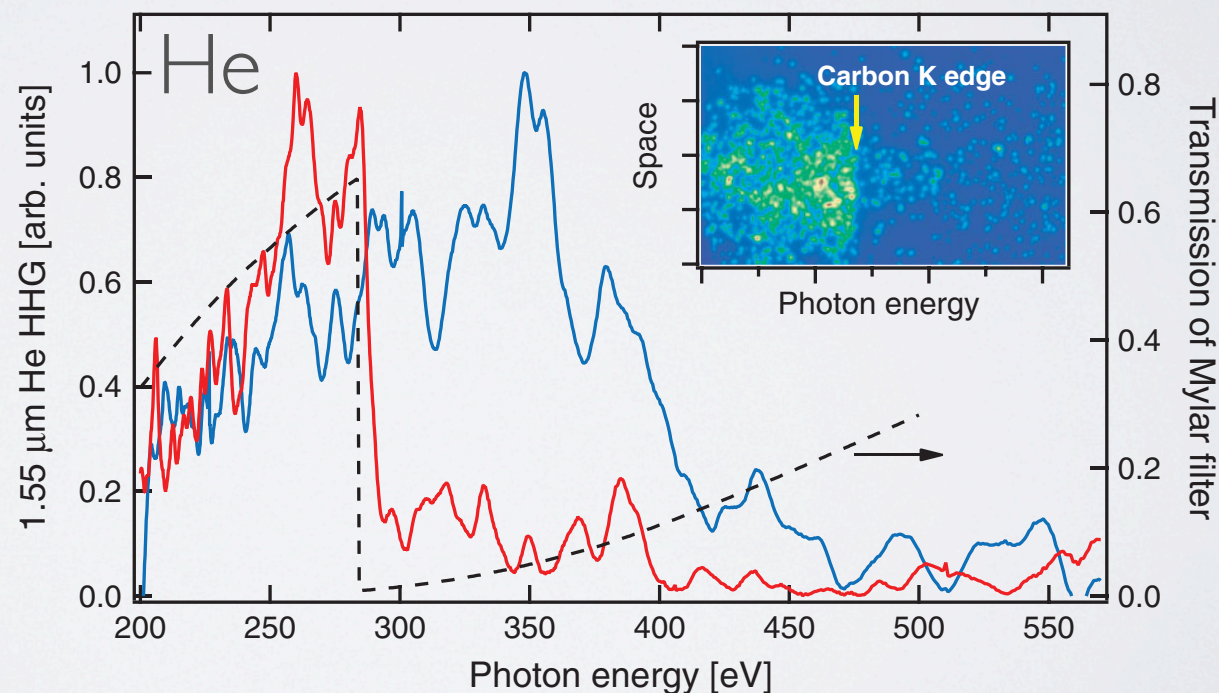 He
Carbon K edge
Space
Photon energy
1.55 μm He HHG [arb. units]
Transmission of Mylar filter
1.0
0.8
0.6
0.4
0.2
0.0
0.8
0.6
0.4
0.2
0.0
200
250
300
350
400
450
500
550
Photon energy [eV]